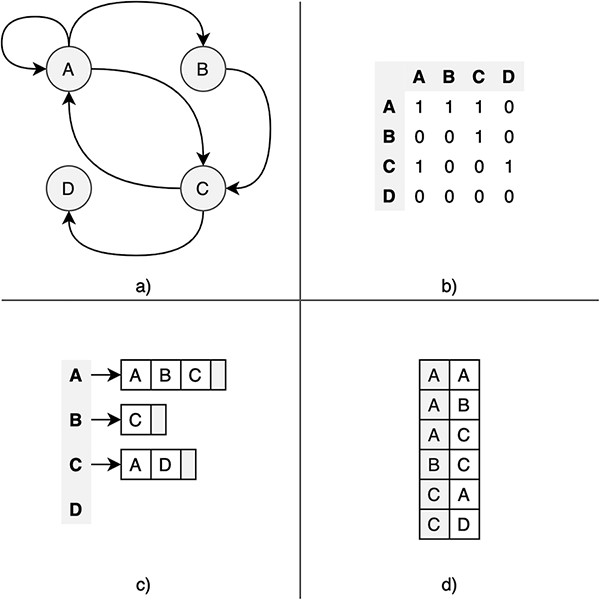 A B
D C
a)
A B C D
A 1 1 1 0
B 0 0 1 0
C 1 0 0 1
D 0 0 0 0
b)
A A B C
B C
C A D
D
c)
A A
A B
A C
B C
C A
C D
d)